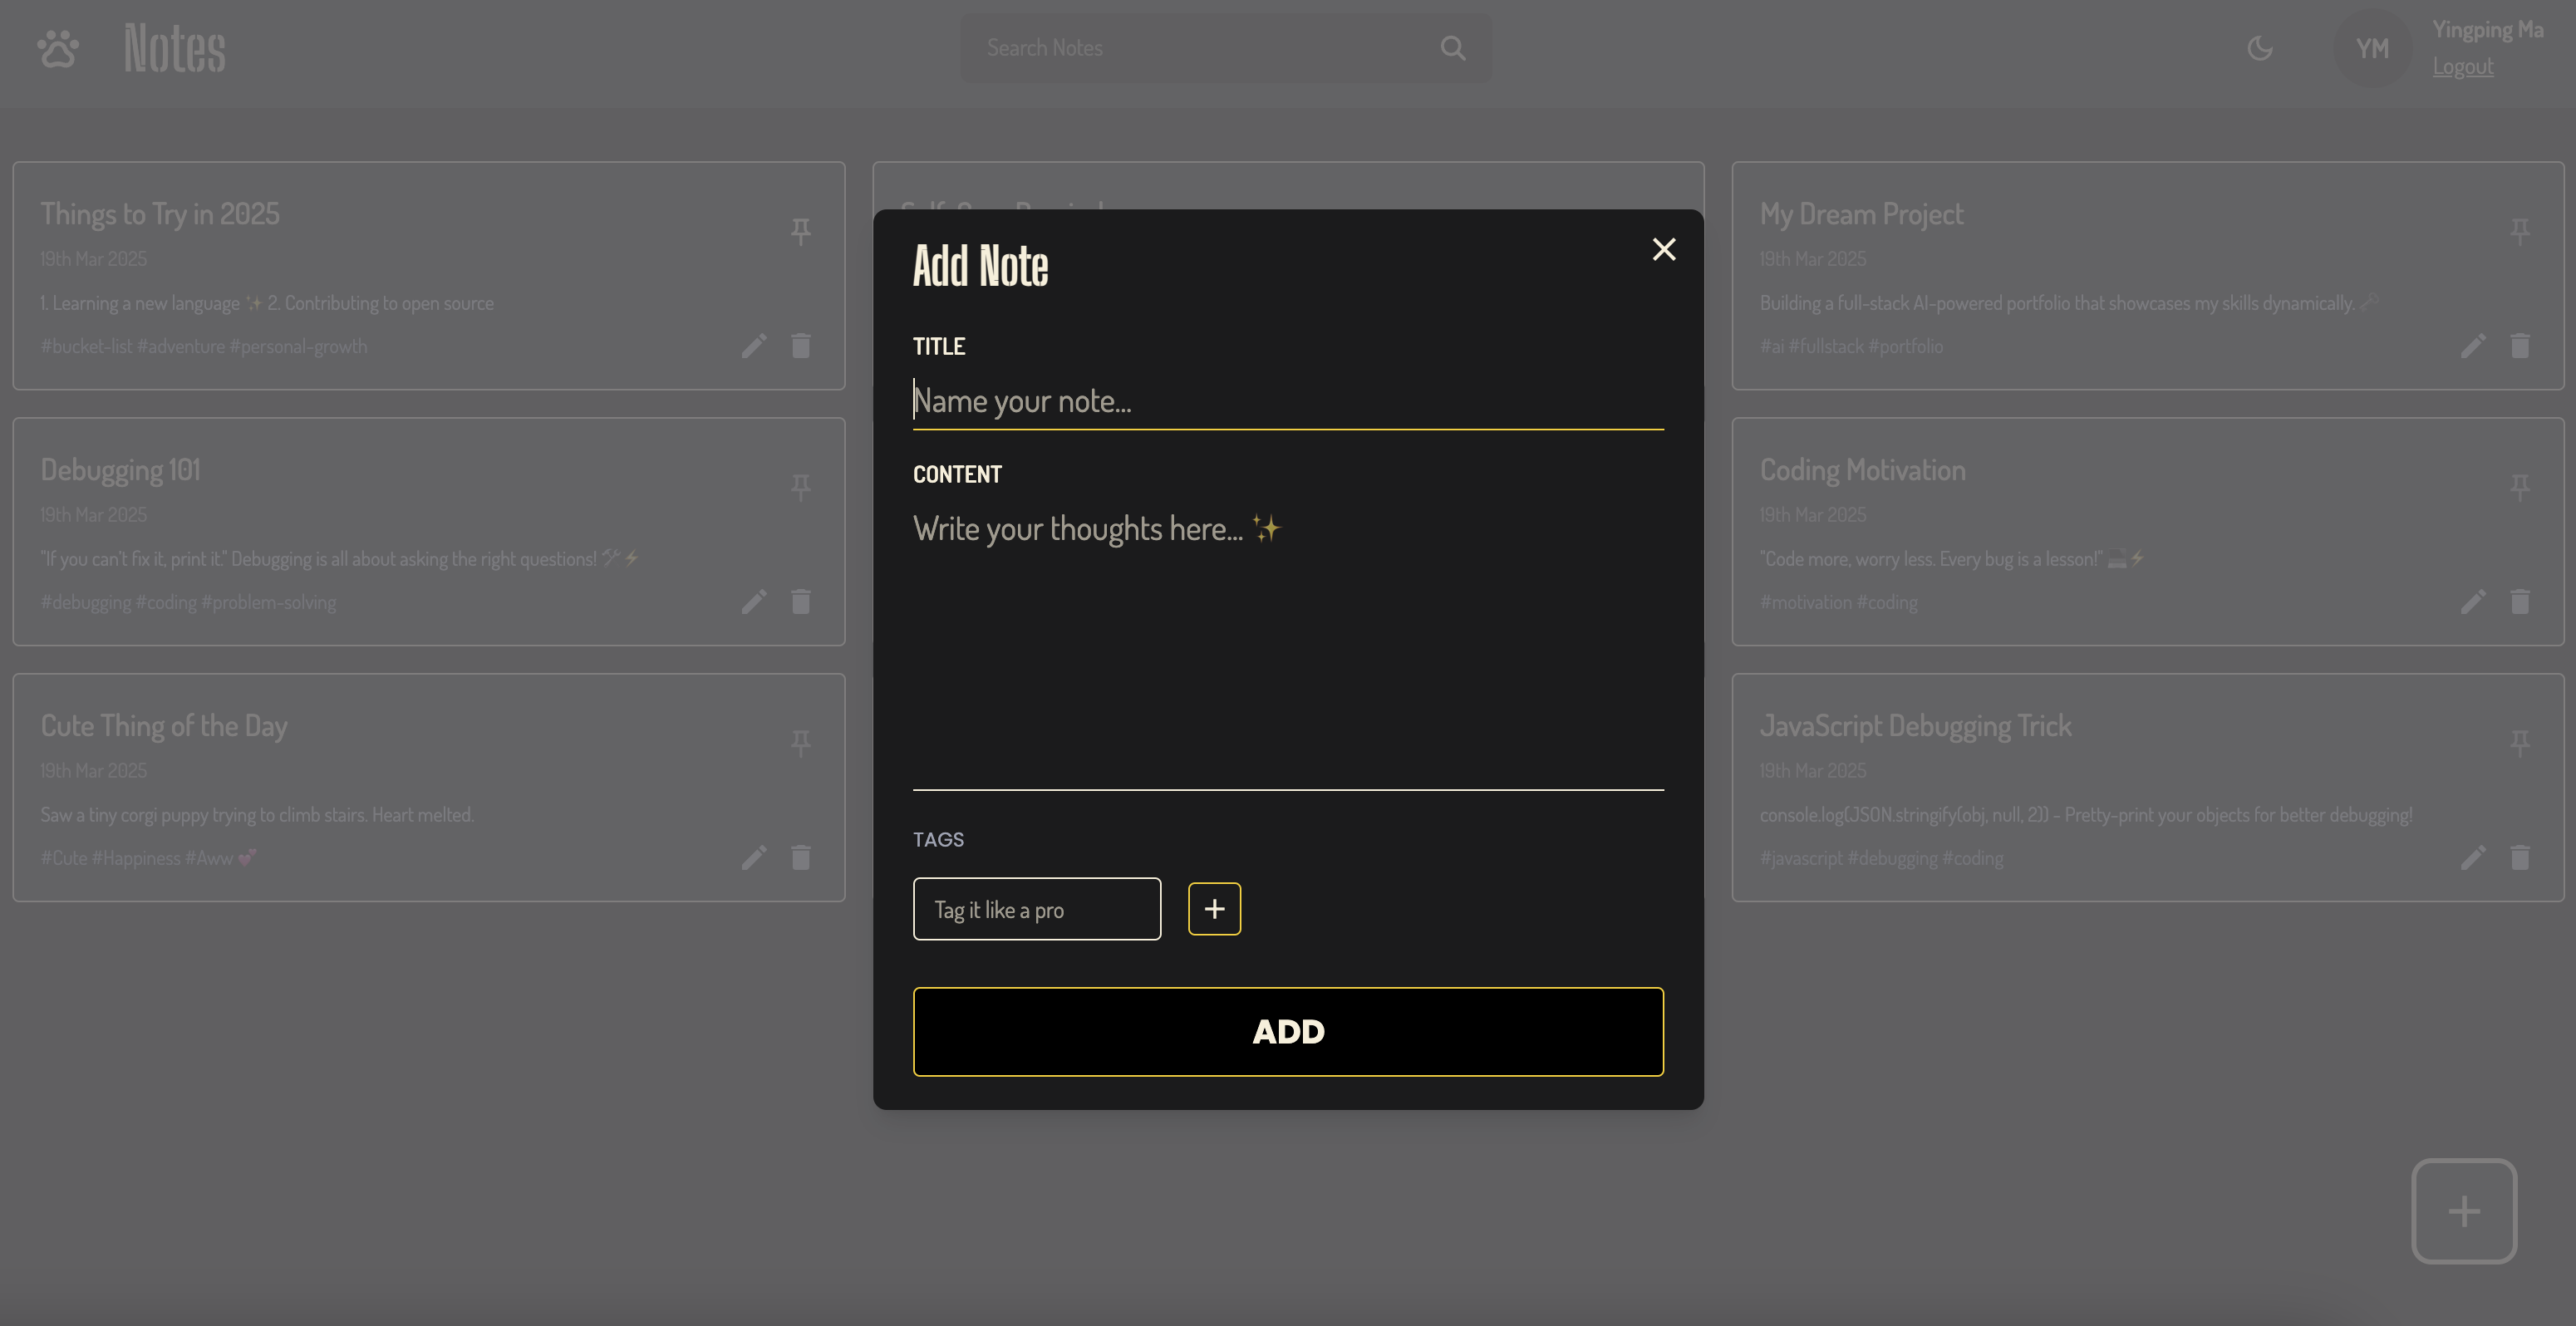 Notes
Search Notes
YM
Yingping Ma
Logout
Things to Try in 2025
19th Mar 2025
1. Learning a new language ✨ 2. Contributing to open source
#bucket-list #adventure #personal-growth
My Dream Project
19th Mar 2025
Building a full-stack AI-powered portfolio that showcases my skills dynamically.
#ai #fullstack #portfolio
Debugging 101
19th Mar 2025
"If you can't fix it, print it." Debugging is all about asking the right questions! 🛠⚡
#debugging #coding #problem-solving
Coding Motivation
19th Mar 2025
"Code more, worry less. Every bug is a lesson!" 💻⚡
#motivation #coding
Cute Thing of the Day
19th Mar 2025
Saw a tiny corgi puppy trying to climb stairs. Heart melted.
#Cute #Happiness #Aww 💕
JavaScript Debugging Trick
19th Mar 2025
console.log(JSON.stringify(obj, null, 2)) - Pretty-print your objects for better debugging!
#javascript #debugging #coding
Add Note
TITLE
Name your note...
CONTENT
Write your thoughts here... ✨
TAGS
Tag it like a pro
+
ADD
+